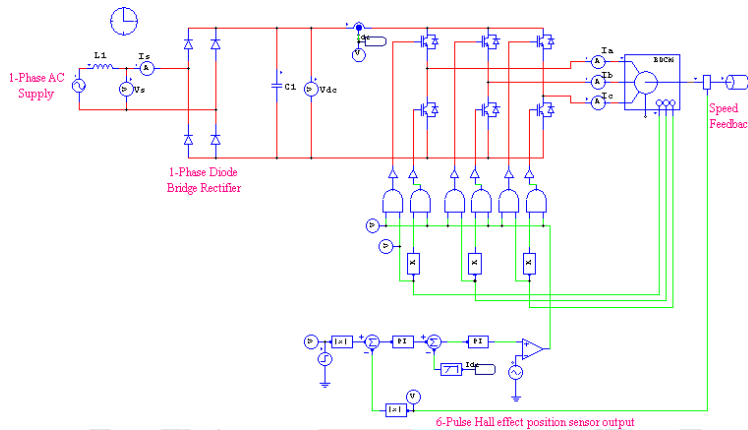 L1
Is
1-Phase AC
Supply
Vs
A
V
C1
Vdc
Idc
V
1-Phase Diode
Bridge Rectifier
Ia
A
Ib
A
Ic
A
BDCM
Speed
Feedbac
V
V
K
K
K
V
|x|
+
Σ
-
PI
+
Σ
-
PI
+
-
Idc
V
|x|
6-Pulse Hall effect position sensor output